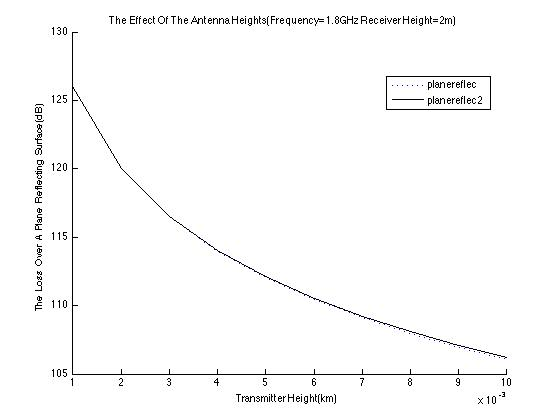 The Effect Of The Antenna Heights(Frequency=1.8GHz Receiver Height=2m)
130
125
120
115
110
105
The Loss Over A Plane Reflecting Surface(dB)
planereflec
planereflec2
1 2 3 4 5 6 7 8 9 10
x 10⁻³
Transmitter Height(km)